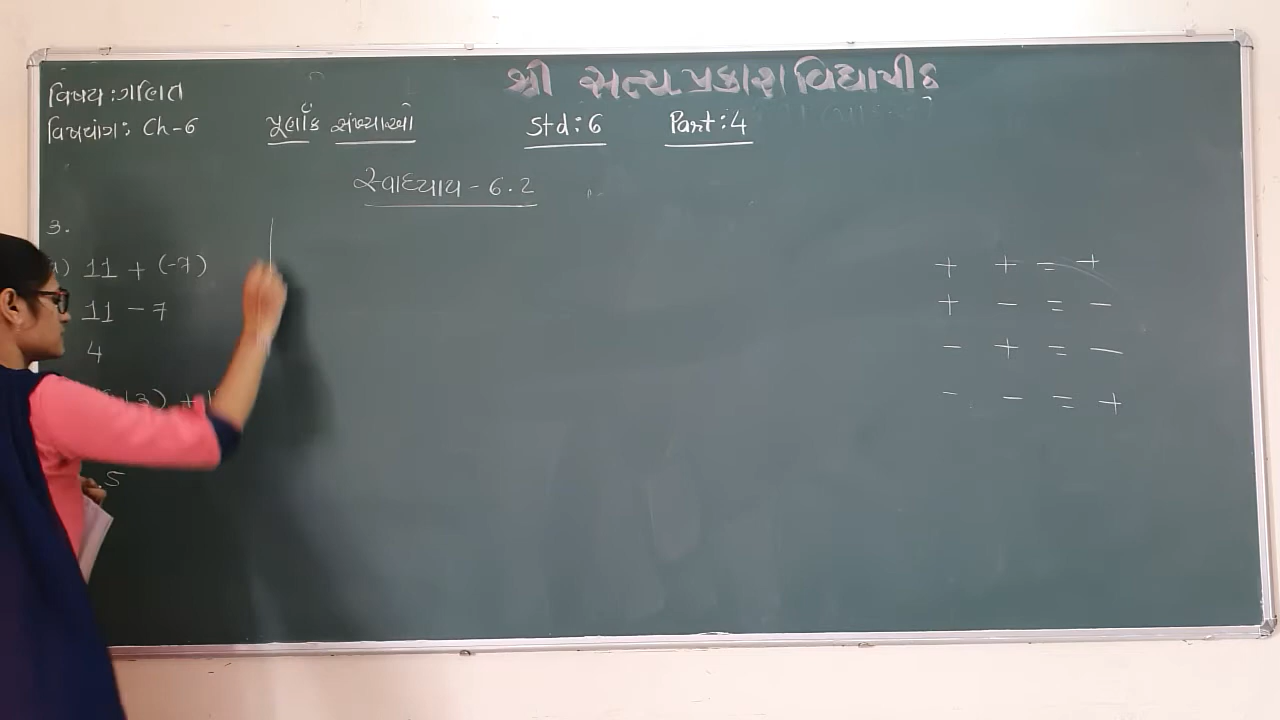 શ્રી સત્ય પ્રકાશ વિદ્યાપીઠ
વિષય : ગણિત
વિષયાંગ : Ch-6 પૂર્ણાંક સંખ્યાઓ Std : 6 Part : 4
સ્વાધ્યાય - 6.2
3.
11 + (-7)
11 - 7
4
3) +
5
+ + = +
+ - = -
- + = -
- - = +